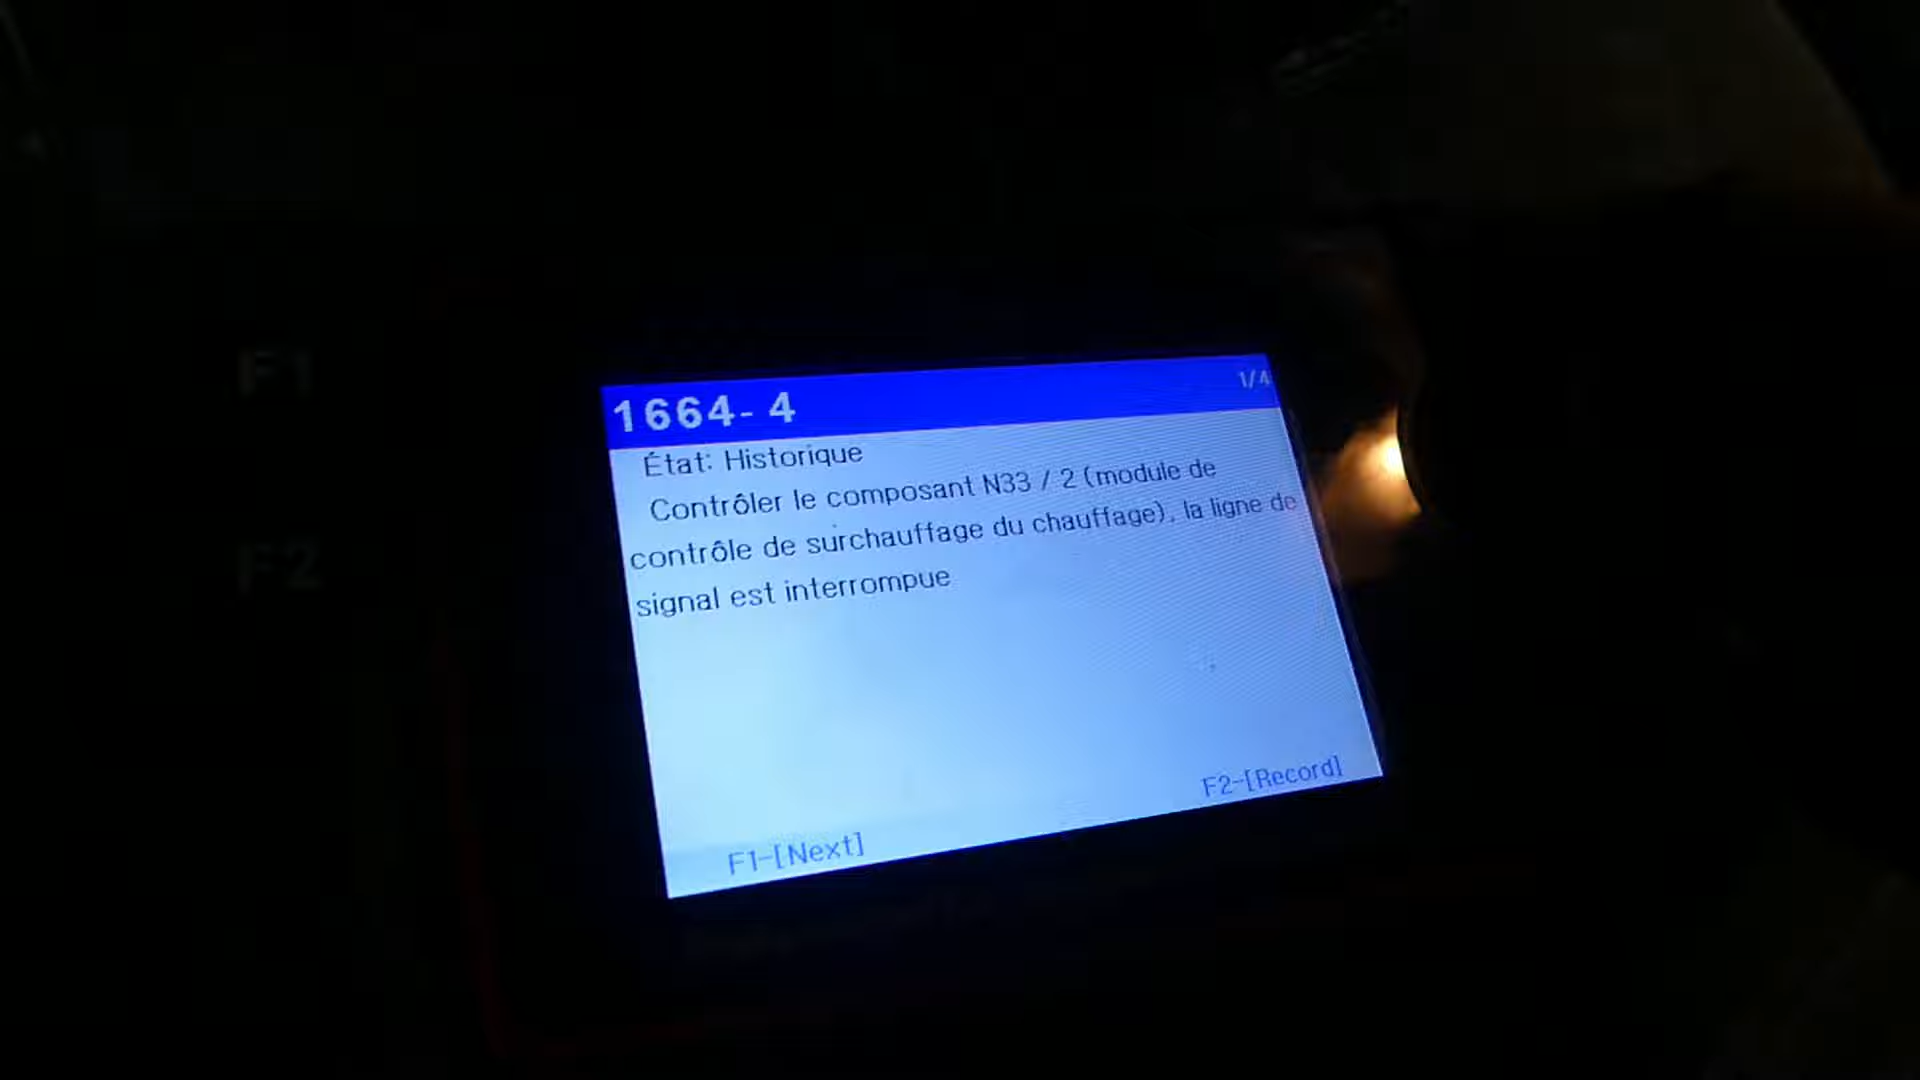 1664- 4
1/4
État: Historique
Contrôler le composant N33 / 2 (module de
contrôle de surchauffage du chauffage), la ligne de
signal est interrompue
F1-[Next]
F2-[Record]
F1
F2